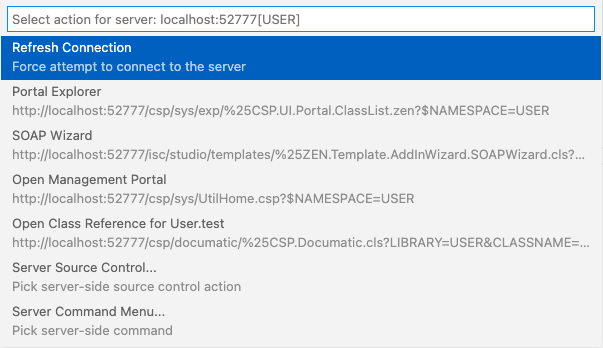 Select action for server: localhost:52777[USER]
Refresh Connection
Force attempt to connect to the server
Portal Explorer
http://localhost:52777/csp/sys/exp/%25CSP.UI.Portal.ClassList.zen?$NAMESPACE=USER
SOAP Wizard
http://localhost:52777/isc/studio/templates/%25ZEN.Template.AddInWizard.SOAPWizard.cls?...
Open Management Portal
http://localhost:52777/csp/sys/UtilHome.csp?$NAMESPACE=USER
Open Class Reference for User.test
http://localhost:52777/csp/documatic/%25CSP.Documatic.cls?LIBRARY=USER&CLASSNAME=...
Server Source Control...
Pick server-side source control action
Server Command Menu...
Pick server-side command